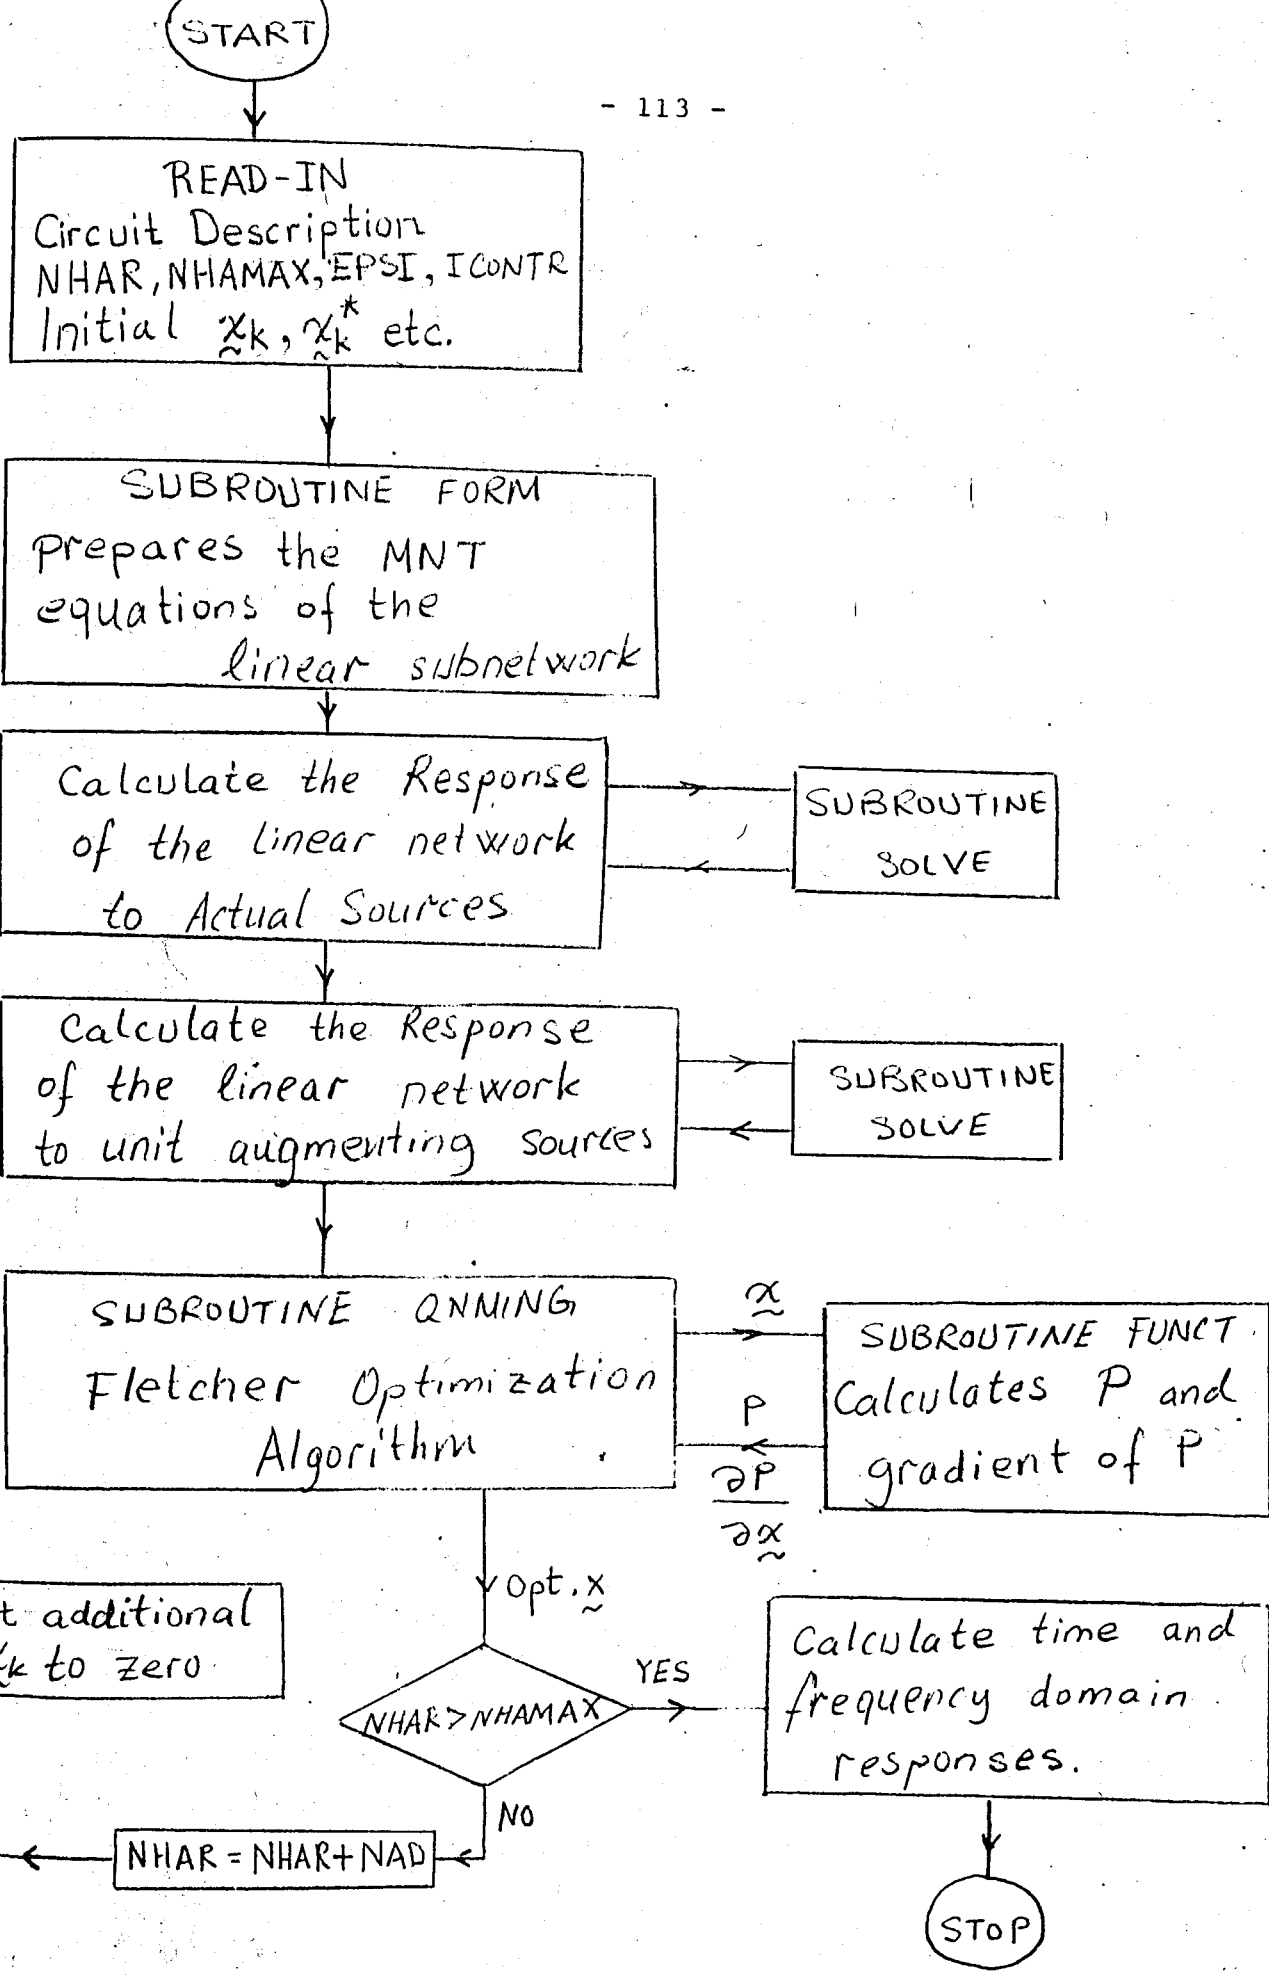 START
- 113 -
READ-IN
Circuit Description
NHAR, NHAMAX, EPSI, ICONTR
Initial x̰k, x̰k* etc.
SUBROUTINE FORM
prepares the MNT
equations of the
linear subnetwork
Calculate the Response
of the linear network
to Actual Sources
SUBROUTINE
SOLVE
Calculate the Response
of the linear network
to unit augmenting sources
SUBROUTINE
SOLVE
SUBROUTINE QNMING
Fletcher Optimization
Algorithm
x̰
P
∂P
∂x̰
SUBROUTINE FUNCT.
Calculates P and
gradient of P
Opt. x̰
additional
k to zero.
NHAR>NHAMAX
YES
NO
Calculate time and
frequency domain
responses.
NHAR = NHAR+NAD
STOP